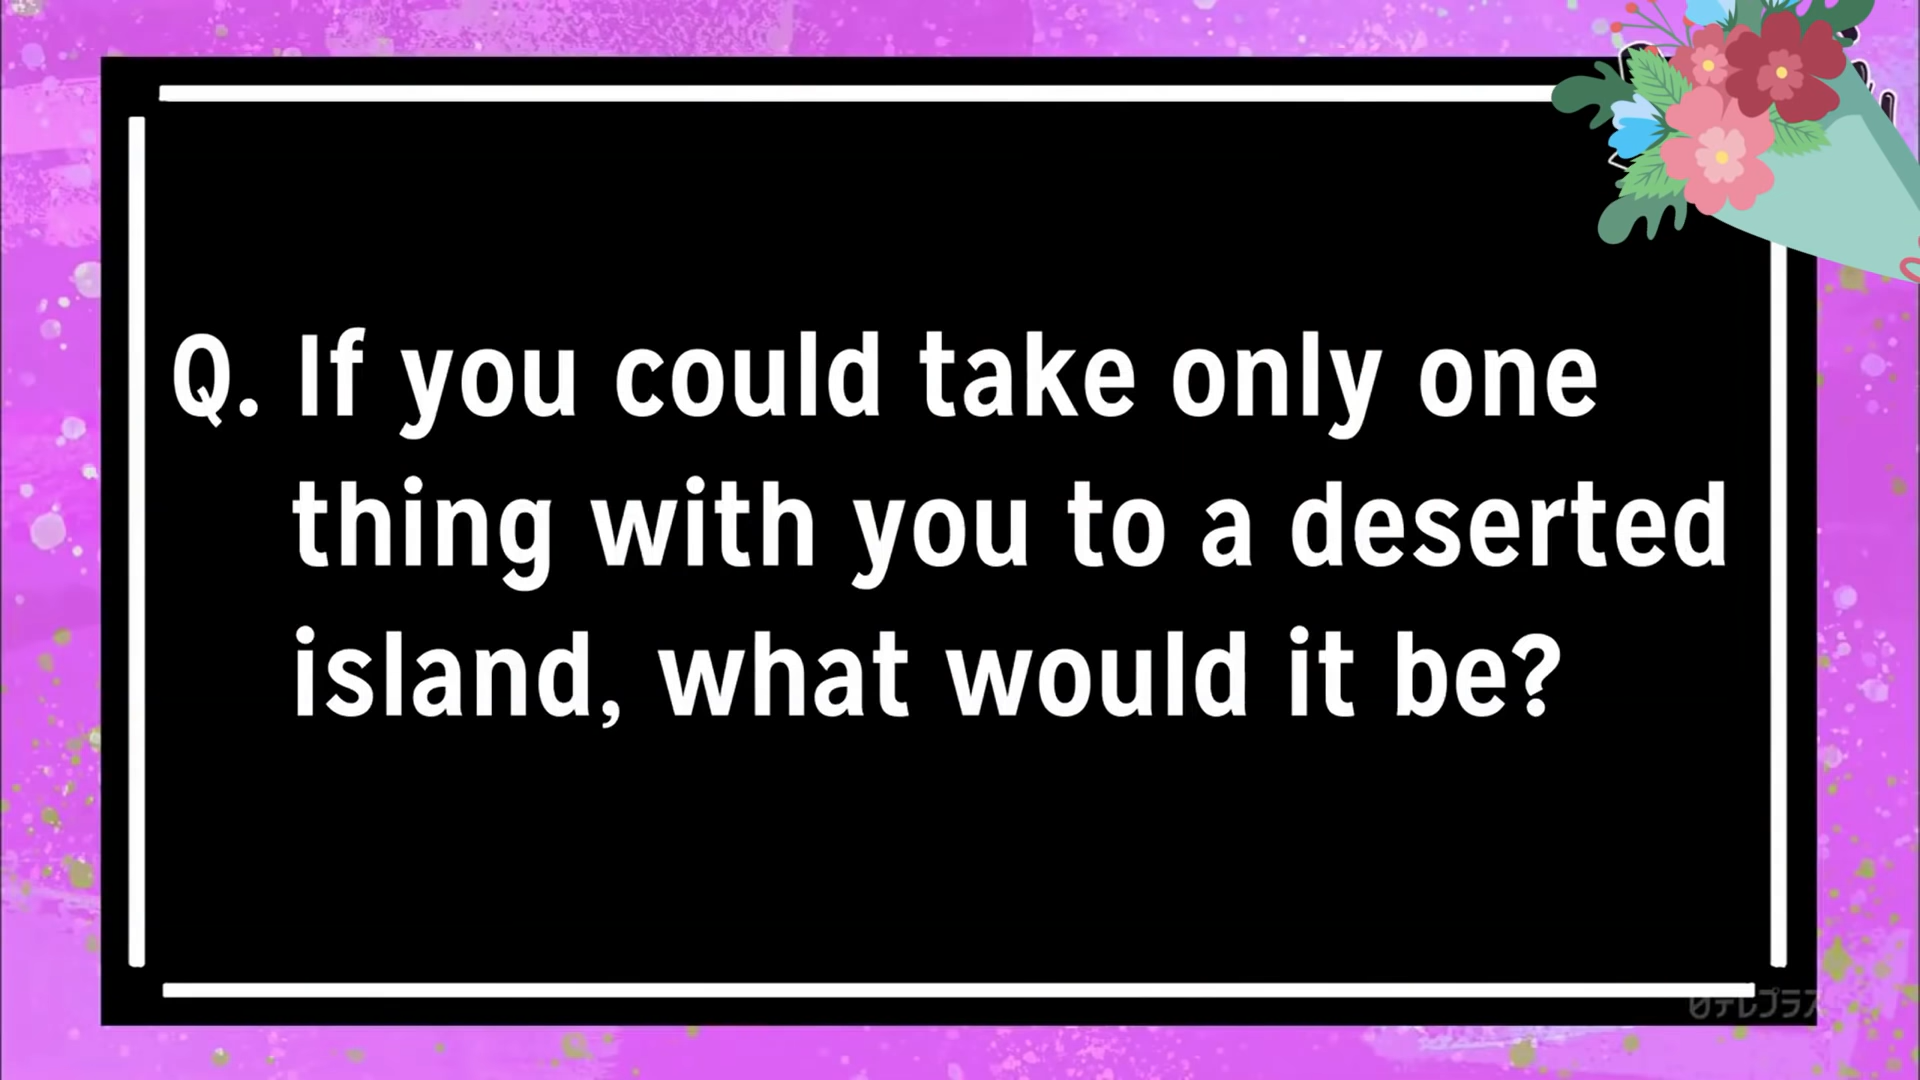 Q. If you could take only one
thing with you to a deserted
island, what would it be?
日テレプラス